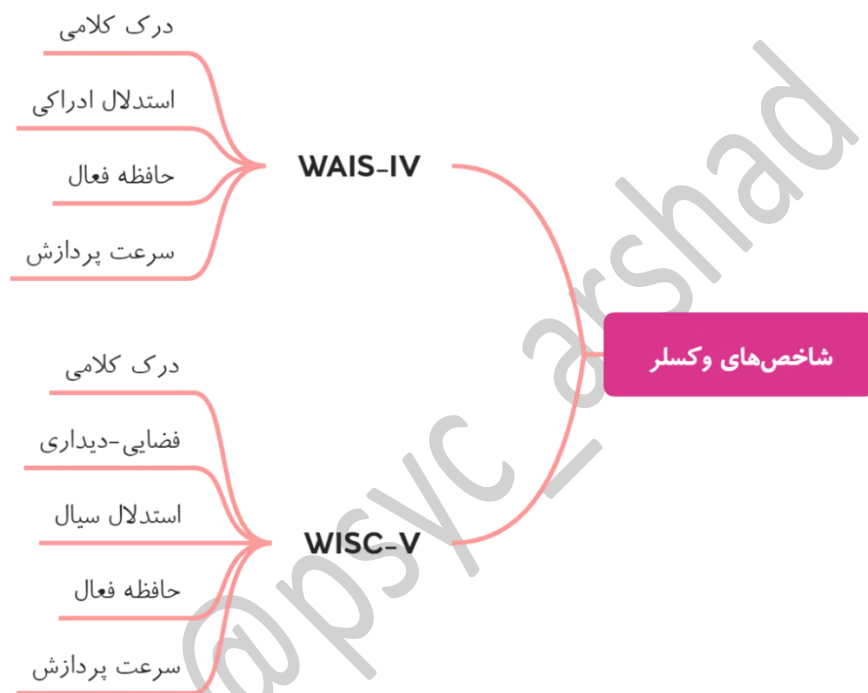 شاخص‌های وکسلر
WAIS-IV
درک کلامی
استدلال ادراکی
حافظه فعال
سرعت پردازش
WISC-V
درک کلامی
فضایی-دیداری
استدلال سیال
حافظه فعال
سرعت پردازش
@psyc_arshad